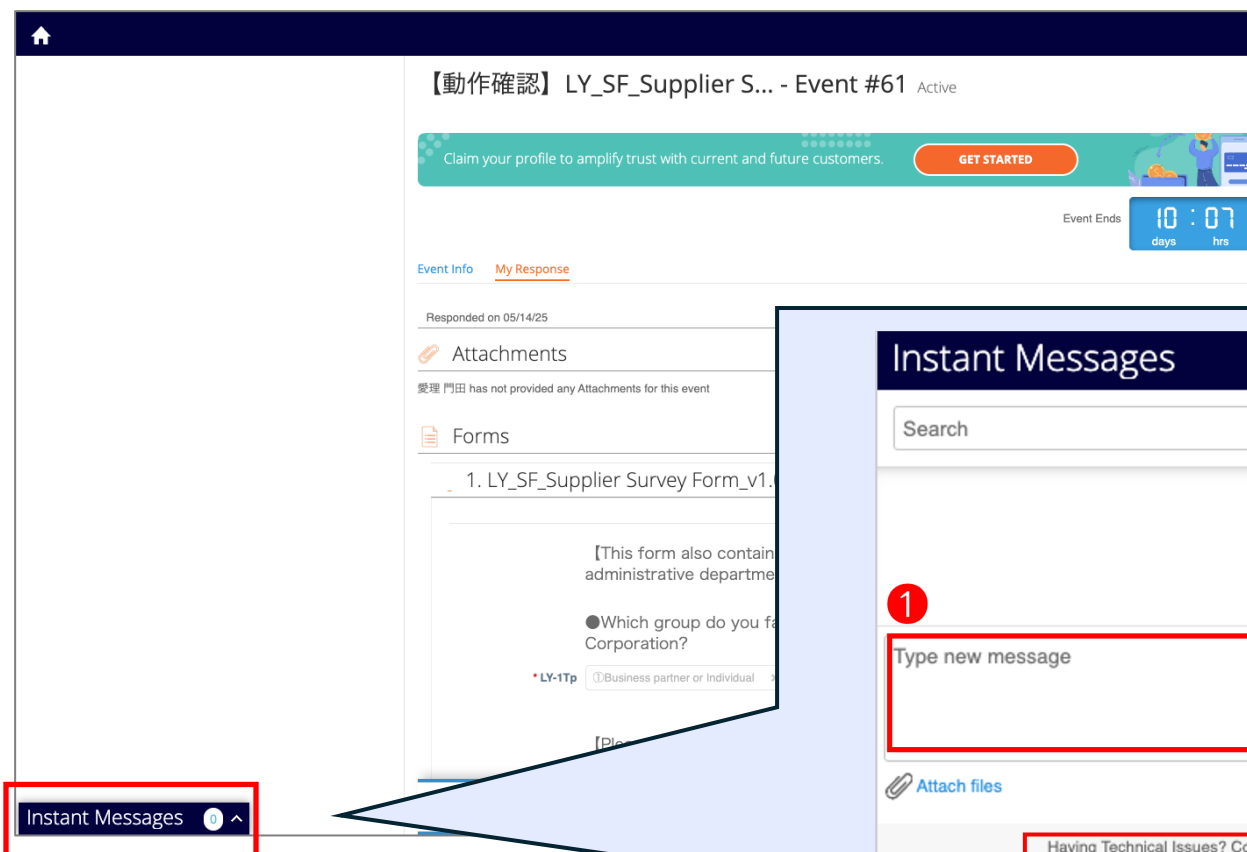 【動作確認】LY_SF_Supplier S... - Event #61 Active
Claim your profile to amplify trust with current and future customers.
GET STARTED
Event Ends
10 : 07
days hrs
Event Info My Response
Responded on 05/14/25
Attachments
愛理 門田 has not provided any Attachments for this event
Forms
1. LY_SF_Supplier Survey Form_v1.
【This form also contain
administrative departme
●Which group do you fa
Corporation?
* LY-1Tp ①Business partner or Individual
【Plea
Instant Messages 0
Instant Messages
Search
1
Type new message
Attach files
Having Technical Issues? Co